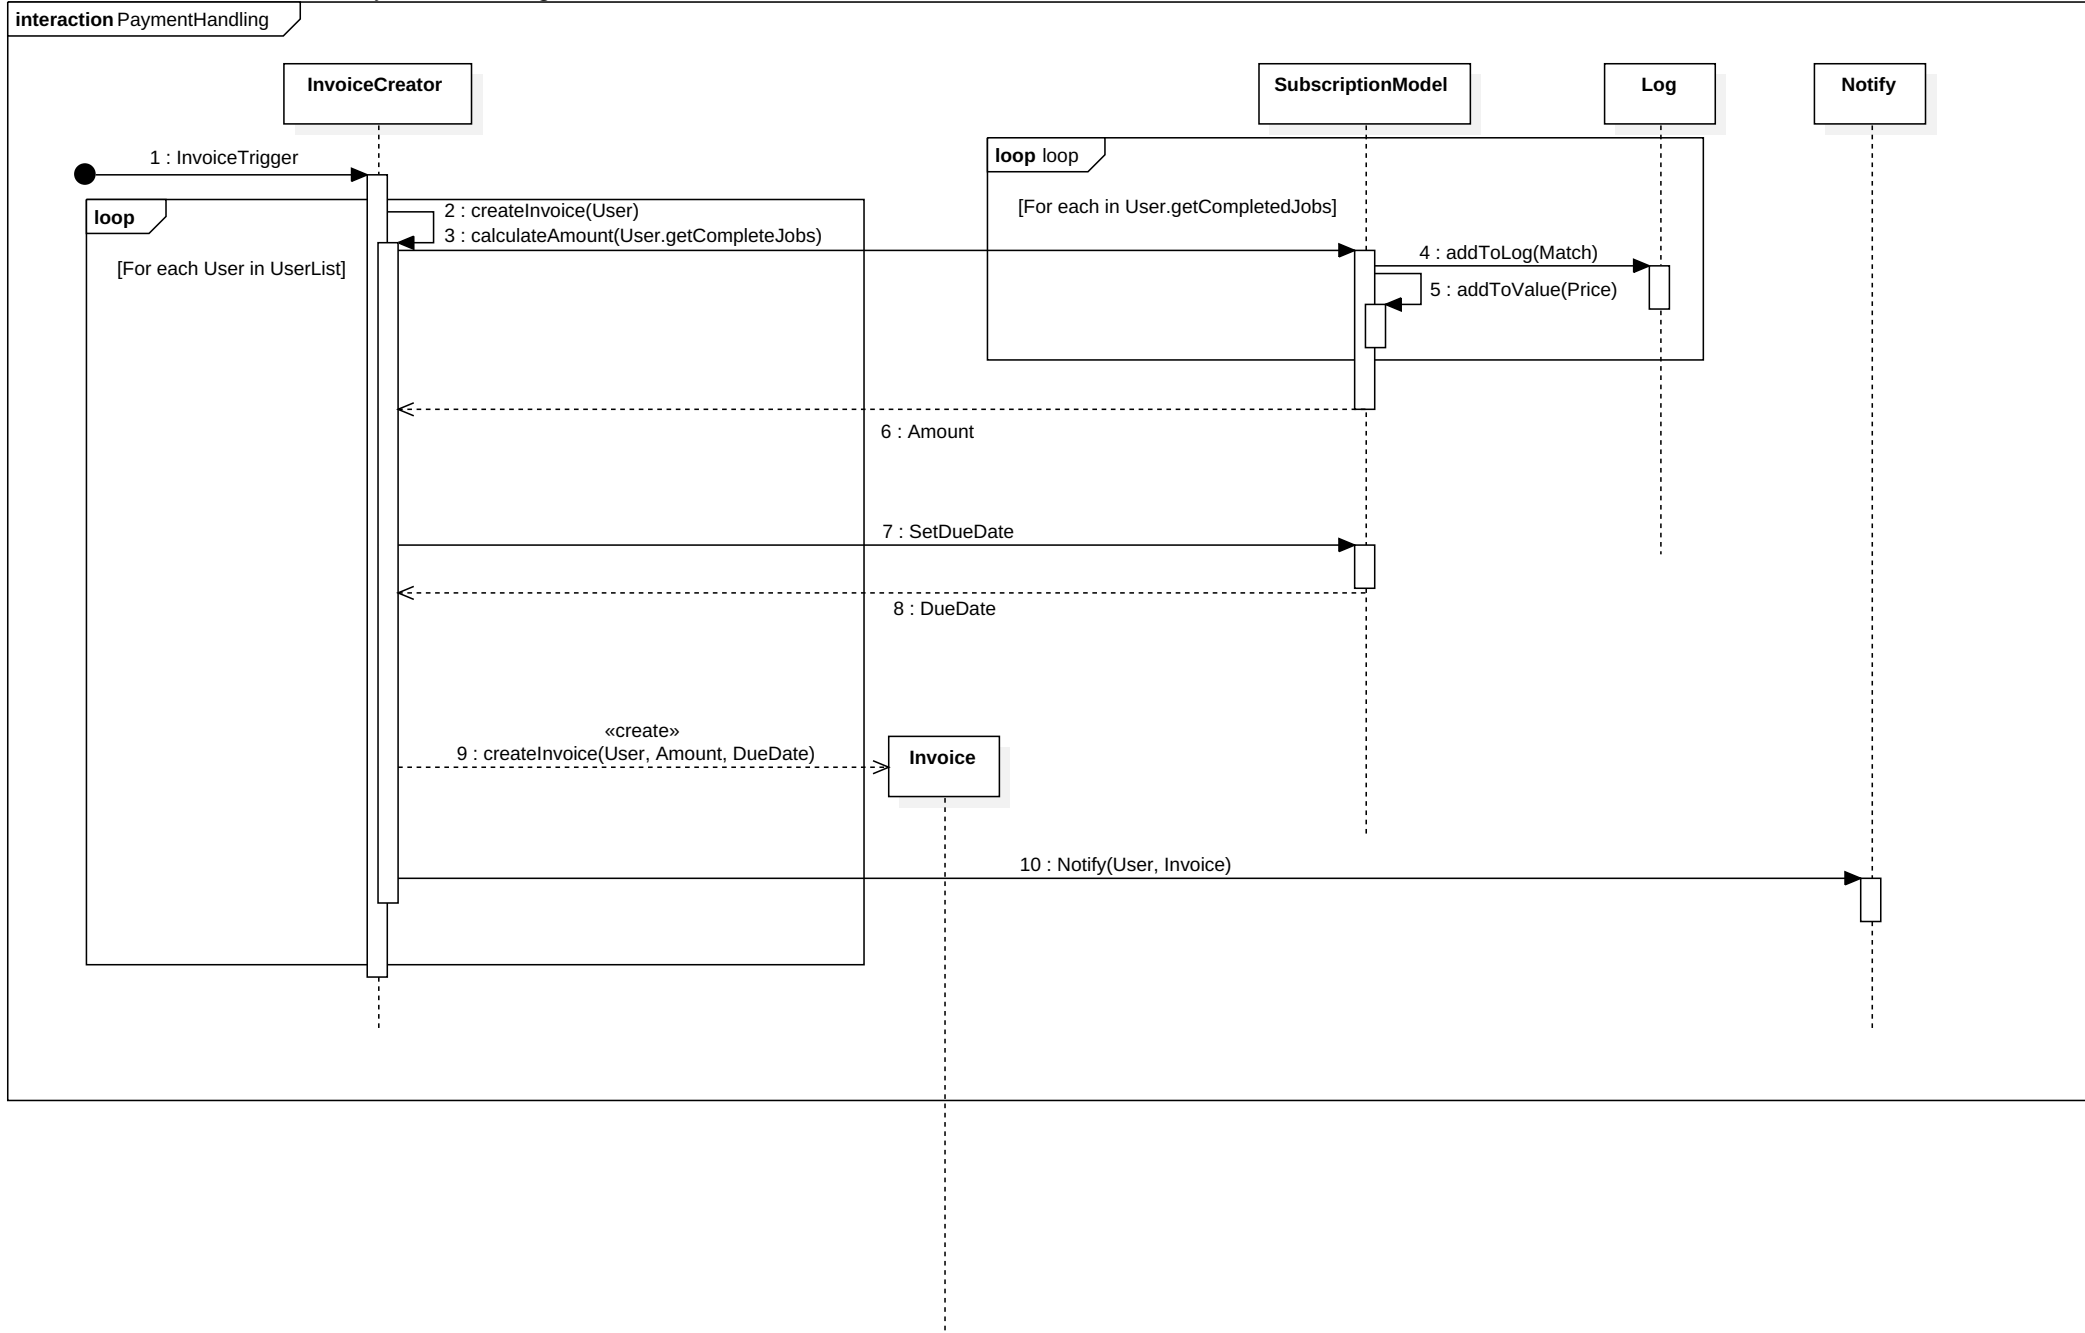 interaction PaymentHandling
InvoiceCreator
SubscriptionModel
Log
Notify
1 : InvoiceTrigger
loop loop
loop
2 : createInvoice(User)
[For each in User.getCompletedJobs]
3 : calculateAmount(User.getCompleteJobs)
4 : addToLog(Match)
[For each User in UserList]
5 : addToValue(Price)
6 : Amount
7 : SetDueDate
8 : DueDate
«create»
9 : createInvoice(User, Amount, DueDate)
Invoice
10 : Notify(User, Invoice)